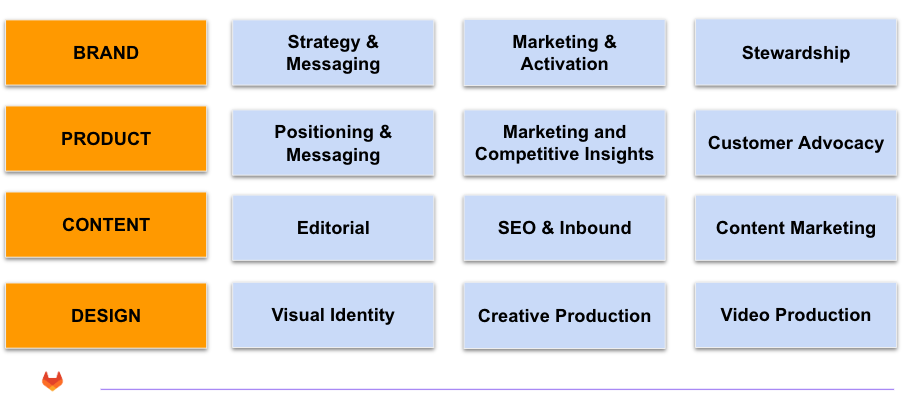 BRAND
Strategy &
Messaging
Marketing &
Activation
Stewardship
PRODUCT
Positioning &
Messaging
Marketing and
Competitive Insights
Customer Advocacy
CONTENT
Editorial
SEO & Inbound
Content Marketing
DESIGN
Visual Identity
Creative Production
Video Production